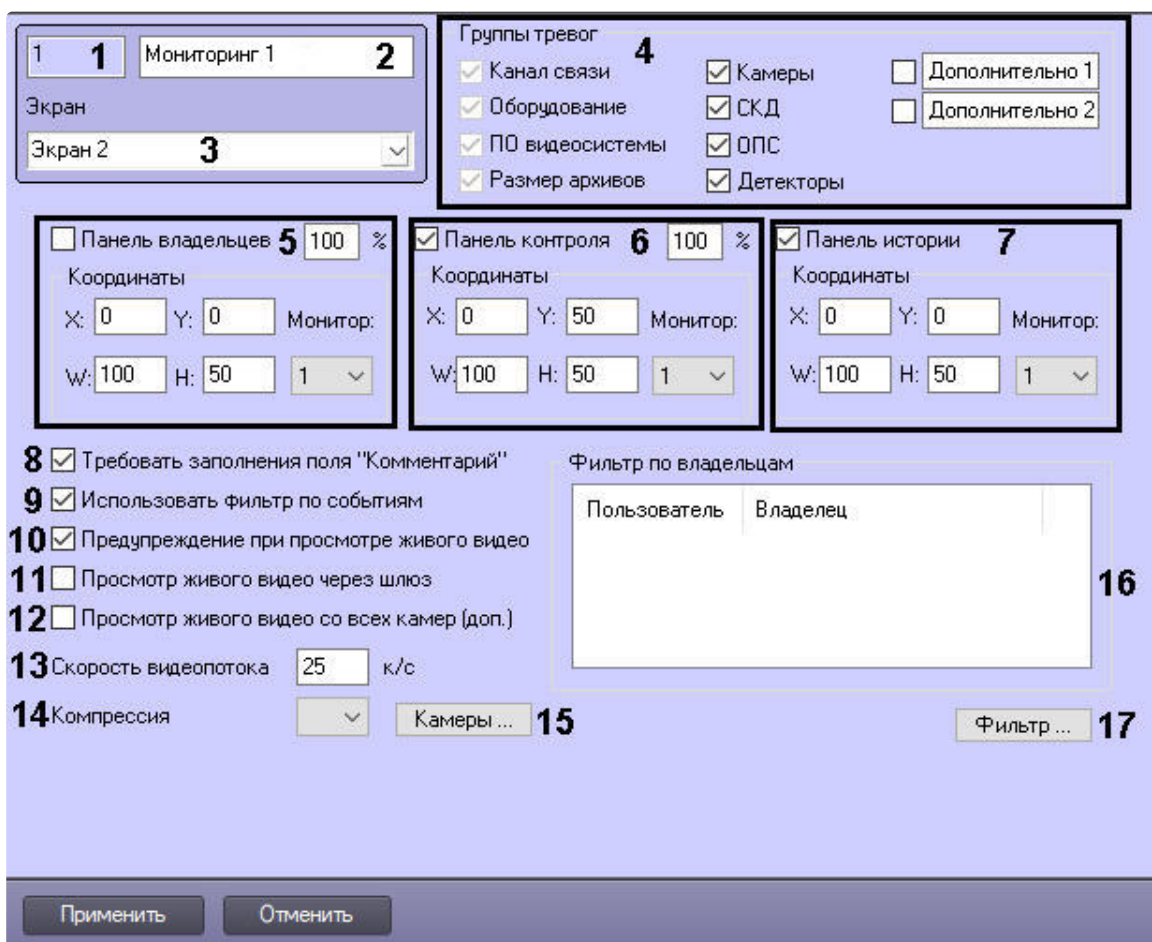 1 1 Мониторинг 1 2
Экран
Экран 2 3
Группы тревог 4
Канал связи Камеры Дополнительно 1
Оборудование СКД Дополнительно 2
ПО видеосистемы ОПС
Размер архивов Детекторы
Панель владельцев 5 100 % Панель контроля 6 100 % Панель истории 7
Координаты Координаты Координаты
X: 0 Y: 0 Монитор: X: 0 Y: 50 Монитор: X: 0 Y: 0 Монитор:
W: 100 H: 50 1 W: 100 H: 50 1 W: 100 H: 50 1
8 Требовать заполнения поля "Комментарий"
9 Использовать фильтр по событиям
10 Предупреждение при просмотре живого видео
11 Просмотр живого видео через шлюз
12 Просмотр живого видео со всех камер (доп.)
13 Скорость видеопотока 25 к/с
14 Компрессия Камеры ... 15
Фильтр по владельцам
Пользователь Владелец
16
Фильтр ... 17
Применить Отменить